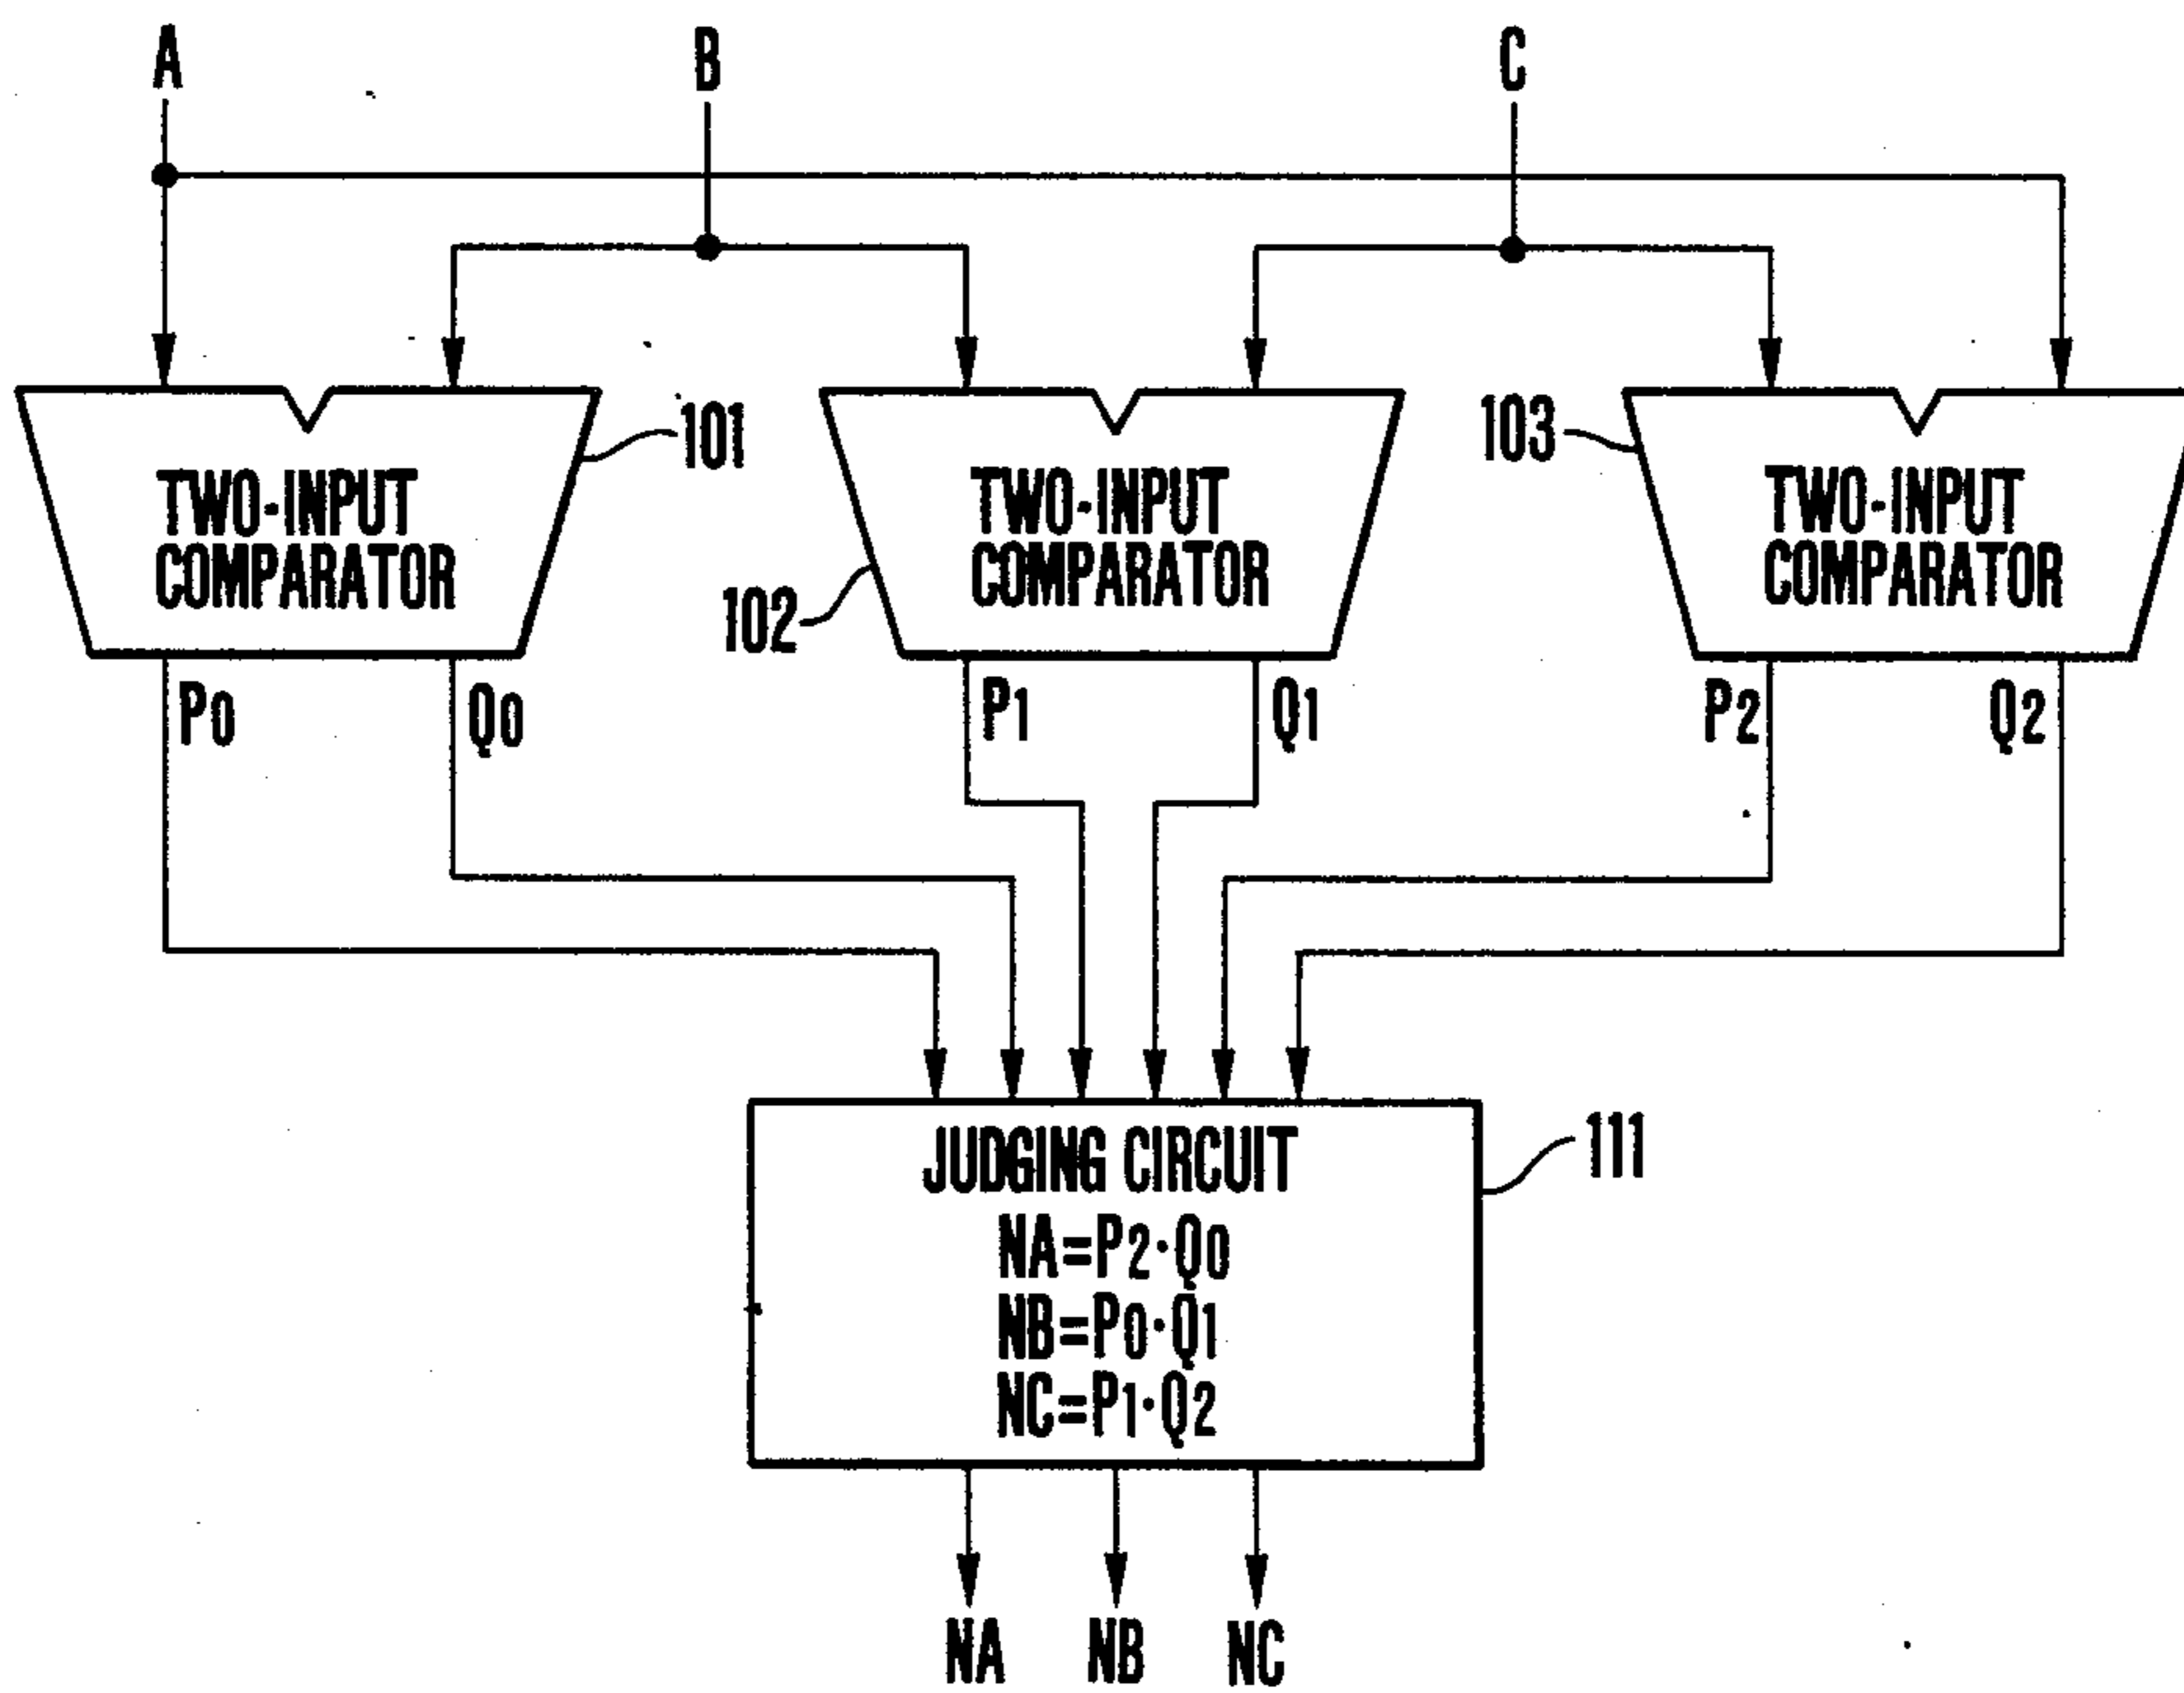 A
B
C
101
103
TWO-INPUT
COMPARATOR
TWO-INPUT
COMPARATOR
TWO-INPUT
COMPARATOR
102
P0
Q0
P1
Q1
P2
Q2
JUDGING CIRCUIT
111
NA=P2·Q0
NB=P0·Q1
NC=P1·Q2
NA
NB
NC